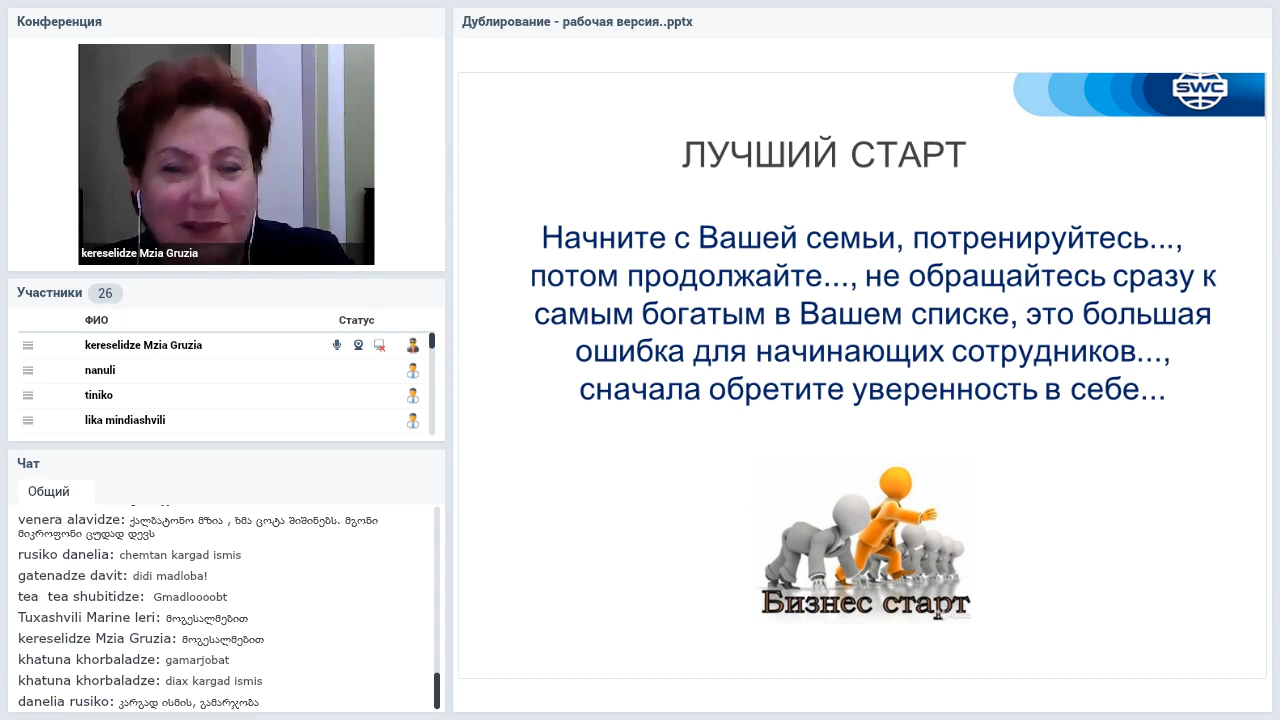 Конференция
kereselidze Mzia Gruzia
Участники 26
ФИО Статус
kereselidze Mzia Gruzia
nanuli
tiniko
lika mindiashvili
Чат
Общий
venera alavidze: ქალბატონო მზია , ხმა ცოტა შიშინებს. მგონი
მიკროფონი ცუდად დევს
rusiko danelia: chemtan kargad ismis
gatenadze davit: didi madloba!
tea tea shubitidze: Gmadloooobt
Tuxashvili Marine leri: მოგესალმებით
kereselidze Mzia Gruzia: მოგესალმებით
khatuna khorbaladze: gamarjobat
khatuna khorbaladze: diax kargad ismis
danelia rusiko: კარგად ისმის, გამარჯობა
Дублирование - рабочая версия..pptx
SWC
ЛУЧШИЙ СТАРТ
Начните с Вашей семьи, потренируйтесь...,
потом продолжайте..., не обращайтесь сразу к
самым богатым в Вашем списке, это большая
ошибка для начинающих сотрудников...,
сначала обретите уверенность в себе...
Бизнес старт